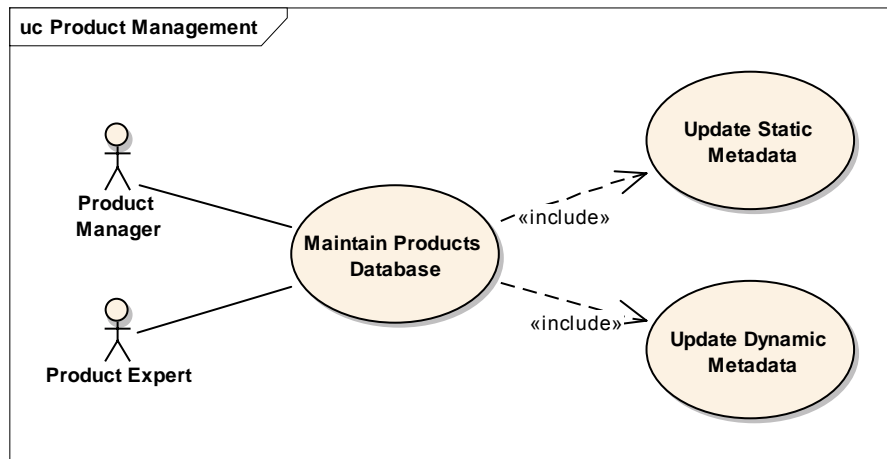 uc Product Management
Product
Manager
Product Expert
Maintain Products
Database
«include»
«include»
Update Static
Metadata
Update Dynamic
Metadata